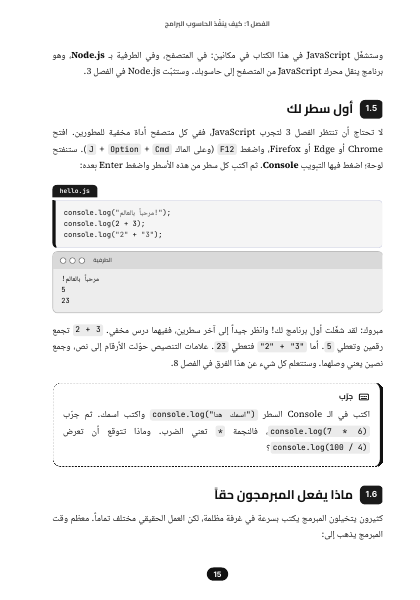 الفصل 1: كيف ينفّذ الحاسوب البرامج
وستشغّل JavaScript في هذا الكتاب في مكانين: في المتصفح، وفي الطرفية بـ Node.js، وهو
برنامج ينقل محرك JavaScript من المتصفح إلى حاسوبك. وستثبّت Node.js في الفصل 3.
1.5 أول سطر لك
لا تحتاج أن تنتظر الفصل 3 لتجرب JavaScript، ففي كل متصفح أداة مخفية للمطورين. افتح
Chrome أو Edge أو Firefox، واضغط F12 (وعلى الماك Cmd + Option + J). ستنفتح
لوحة؛ اضغط فيها التبويب Console. ثم اكتب كل سطر من هذه الأسطر واضغط Enter بعده:
hello.js
console.log("مرحباً بالعالم!");
console.log(2 + 3);
console.log("2" + "3");
الطرفية
مرحباً بالعالم!
5
23
مبروك: لقد شغّلت أول برنامج لك! وانظر جيداً إلى آخر سطرين، ففيهما درس مخفي. 2 + 3 تجمع
رقمين وتعطي 5. أما "2" + "3" فتعطي 23. علامات التنصيص حوّلت الأرقام إلى نص، وجمع
نصين يعني وصلهما. وستتعلم كل شيء عن هذا الفرق في الفصل 8.
جرّب
اكتب في الـ Console السطر console.log("اسمك هنا") واكتب اسمك. ثم جرّب
console.log(7 * 6)، فالنجمة * تعني الضرب. وماذا تتوقع أن تعرض
console.log(100 / 4)؟
1.6 ماذا يفعل المبرمجون حقاً
كثيرون يتخيلون المبرمج يكتب بسرعة في غرفة مظلمة، لكن العمل الحقيقي مختلف تماماً. معظم وقت
المبرمج يذهب إلى:
15